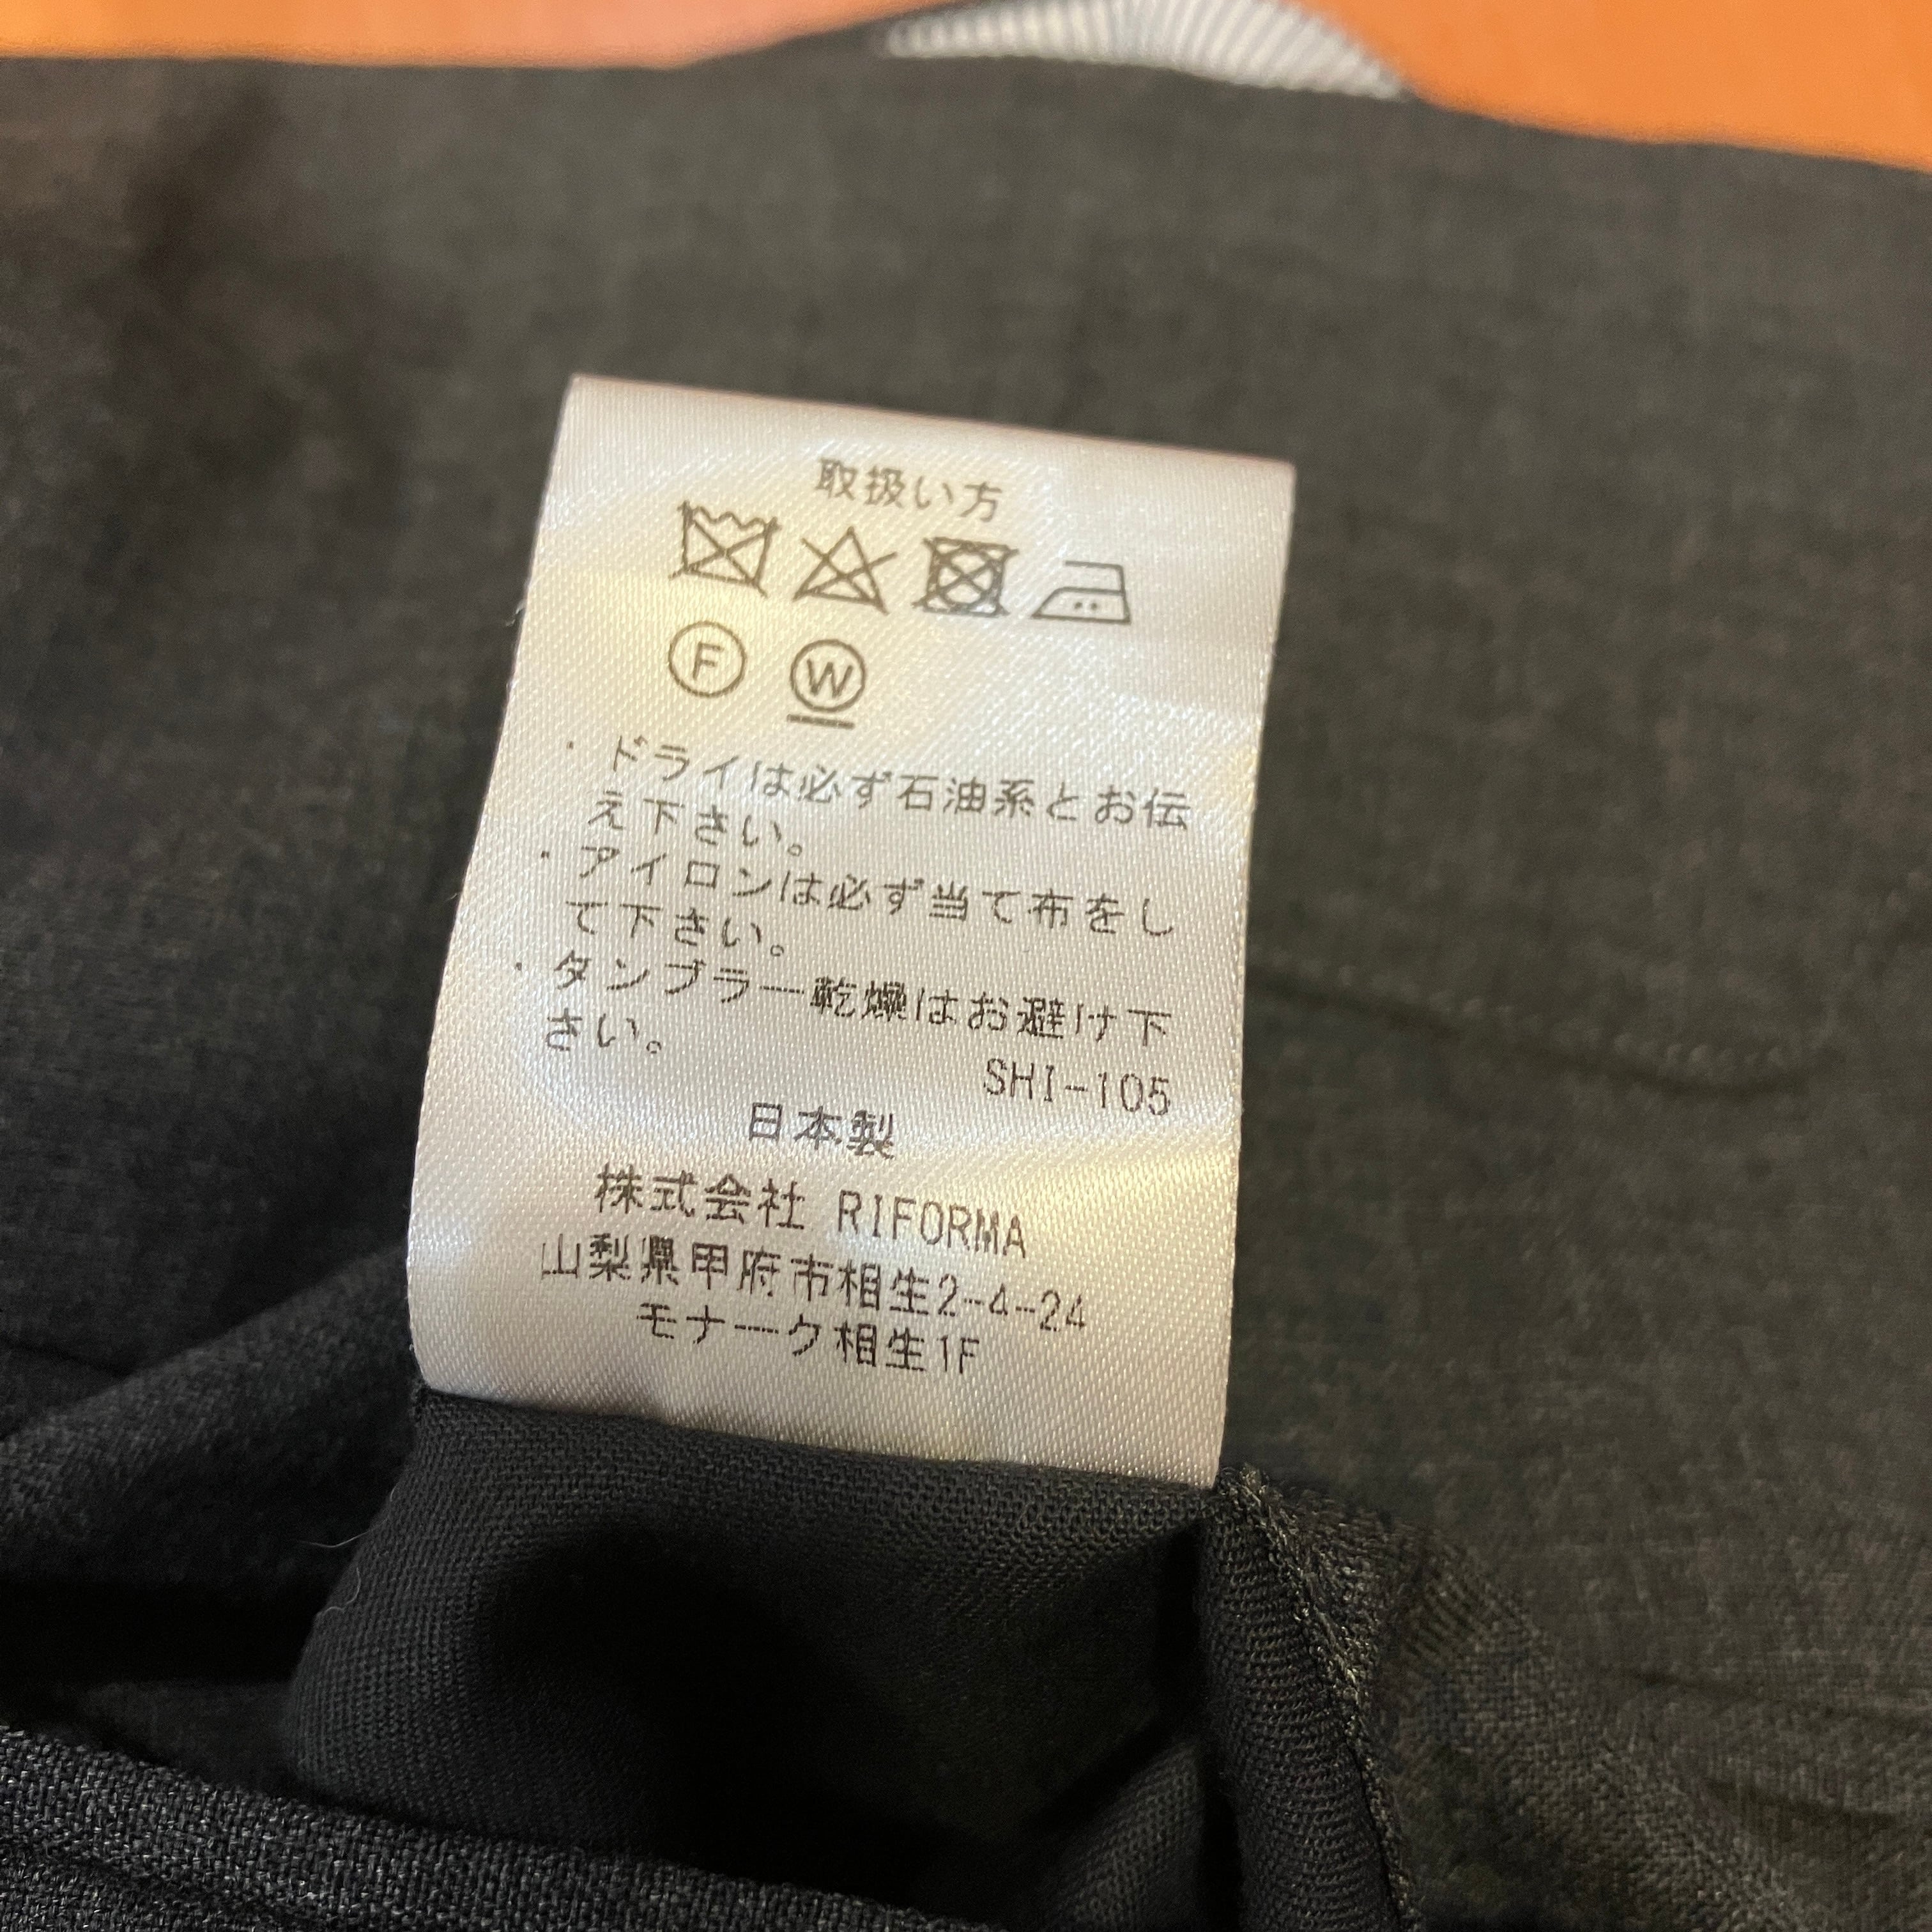 取扱い方
F W
・ドライは必ず石油系とお伝
え下さい。
・アイロンは必ず当て布をし
て下さい。
・タンブラー乾燥はお避け下
さい。
SHI-105
日本製
株式会社 RIFORMA
山梨県甲府市相生2-4-24
モナーク相生1F